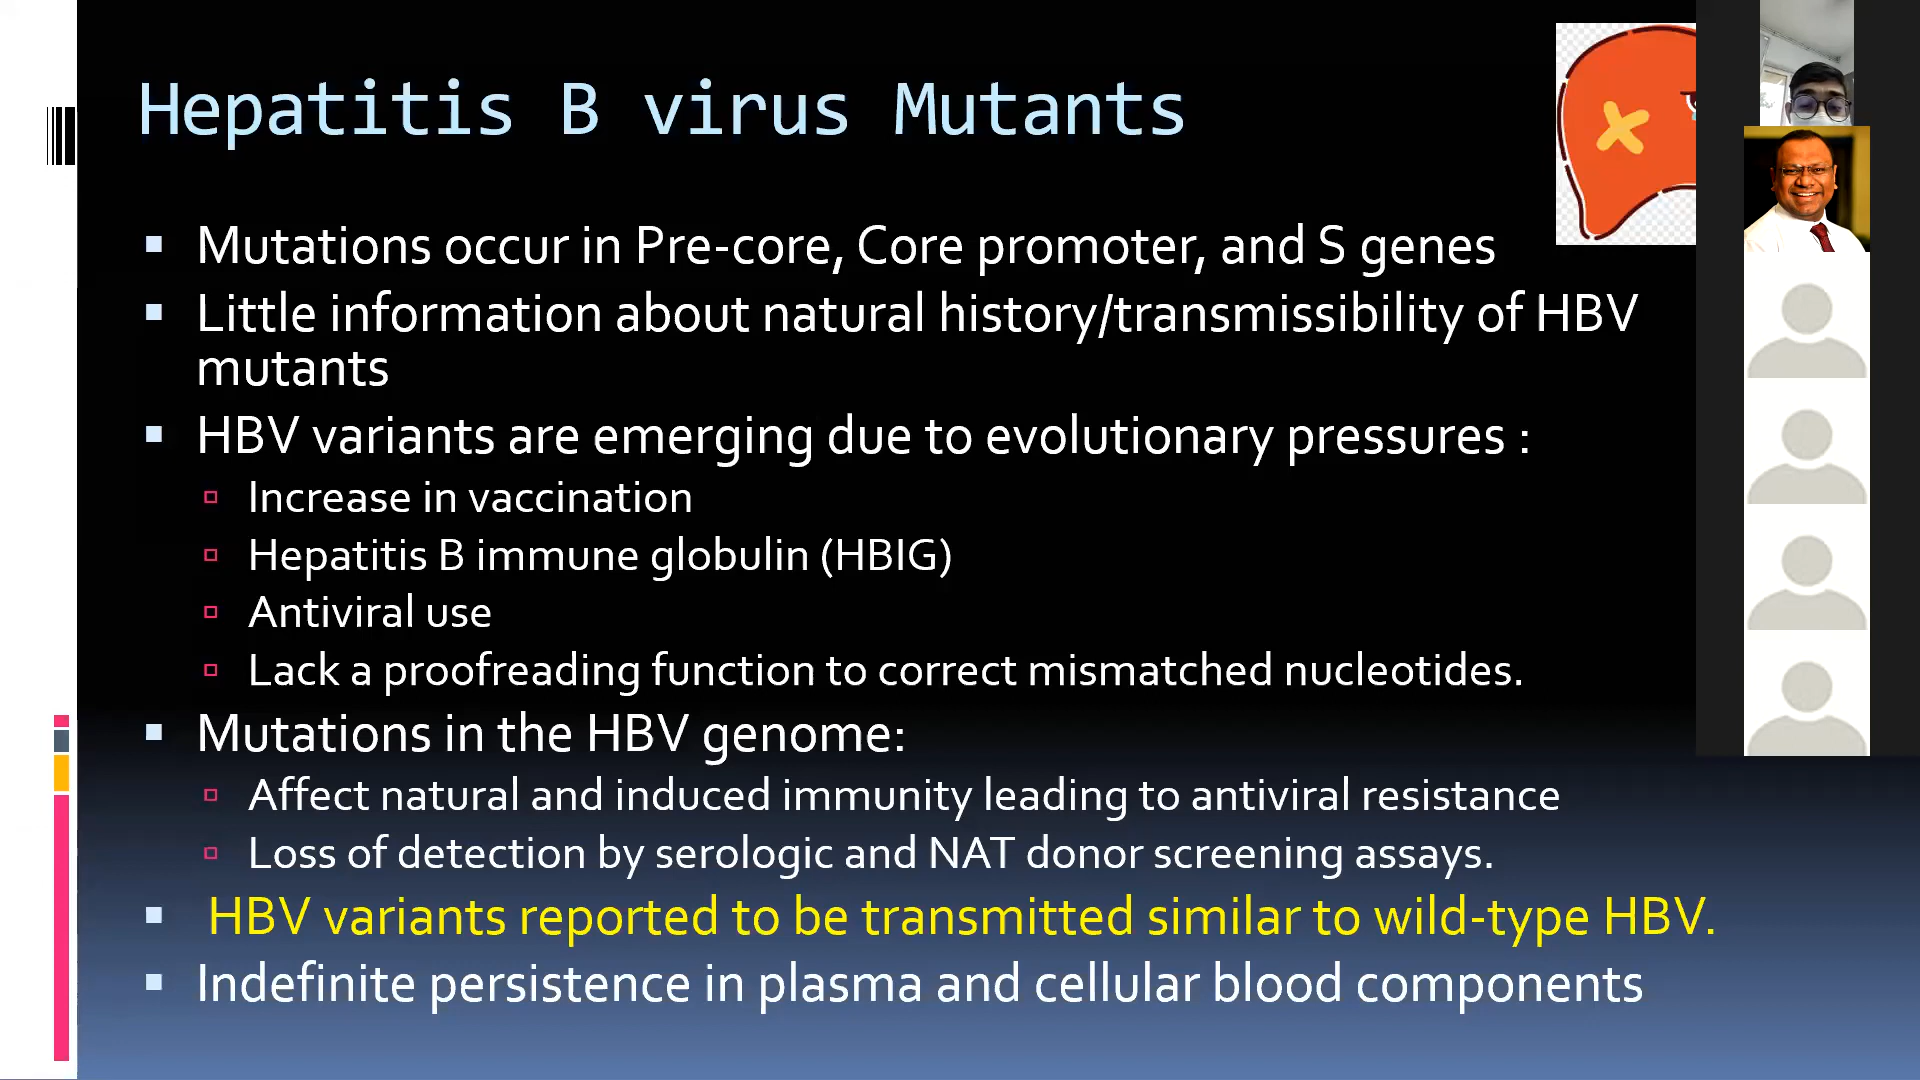 Hepatitis B virus Mutants
Mutations occur in Pre-core, Core promoter, and S genes
Little information about natural history/transmissibility of HBV
mutants
HBV variants are emerging due to evolutionary pressures :
Increase in vaccination
Hepatitis B immune globulin (HBIG)
Antiviral use
Lack a proofreading function to correct mismatched nucleotides.
Mutations in the HBV genome:
Affect natural and induced immunity leading to antiviral resistance
Loss of detection by serologic and NAT donor screening assays.
HBV variants reported to be transmitted similar to wild-type HBV.
Indefinite persistence in plasma and cellular blood components